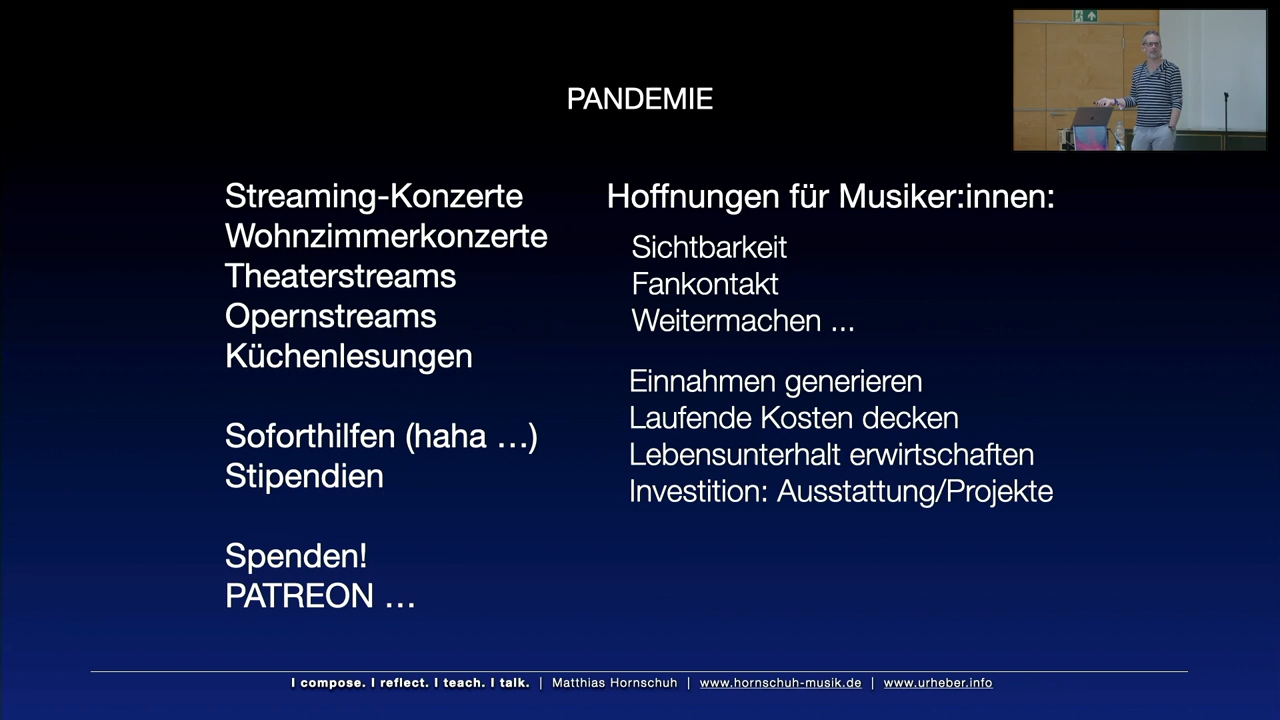 PANDEMIE
Streaming-Konzerte
Wohnzimmerkonzerte
Theaterstreams
Opernstreams
Küchenlesungen
Soforthilfen (haha …)
Stipendien
Spenden!
PATREON …
Hoffnungen für Musiker:innen:
Sichtbarkeit
Fankontakt
Weitermachen ...
Einnahmen generieren
Laufende Kosten decken
Lebensunterhalt erwirtschaften
Investition: Ausstattung/Projekte
I compose. I reflect. I teach. I talk. | Matthias Hornschuh | www.hornschuh-musik.de | www.urheber.info